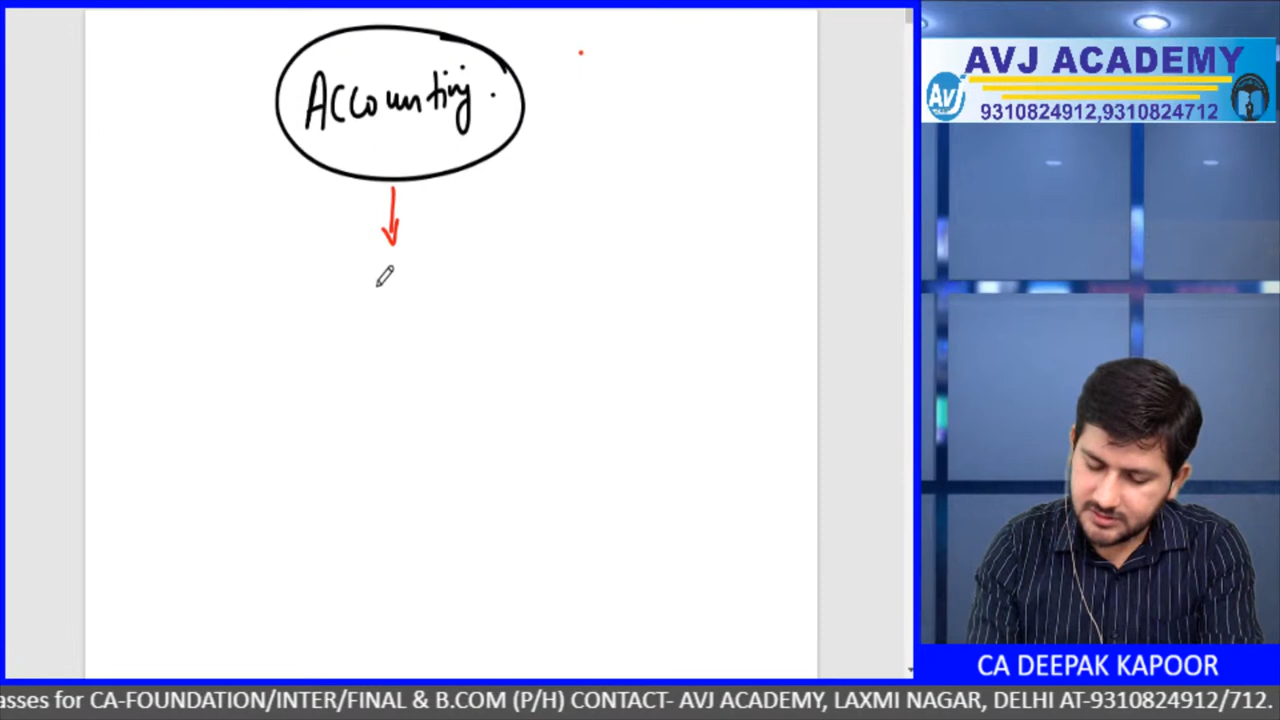 Accounting.
AVJ ACADEMY
AVJ
9310824912,9310824712
CA DEEPAK KAPOOR
asses for CA-FOUNDATION/INTER/FINAL & B.COM (P/H) CONTACT- AVJ ACADEMY, LAXMI NAGAR, DELHI AT-9310824912/712.